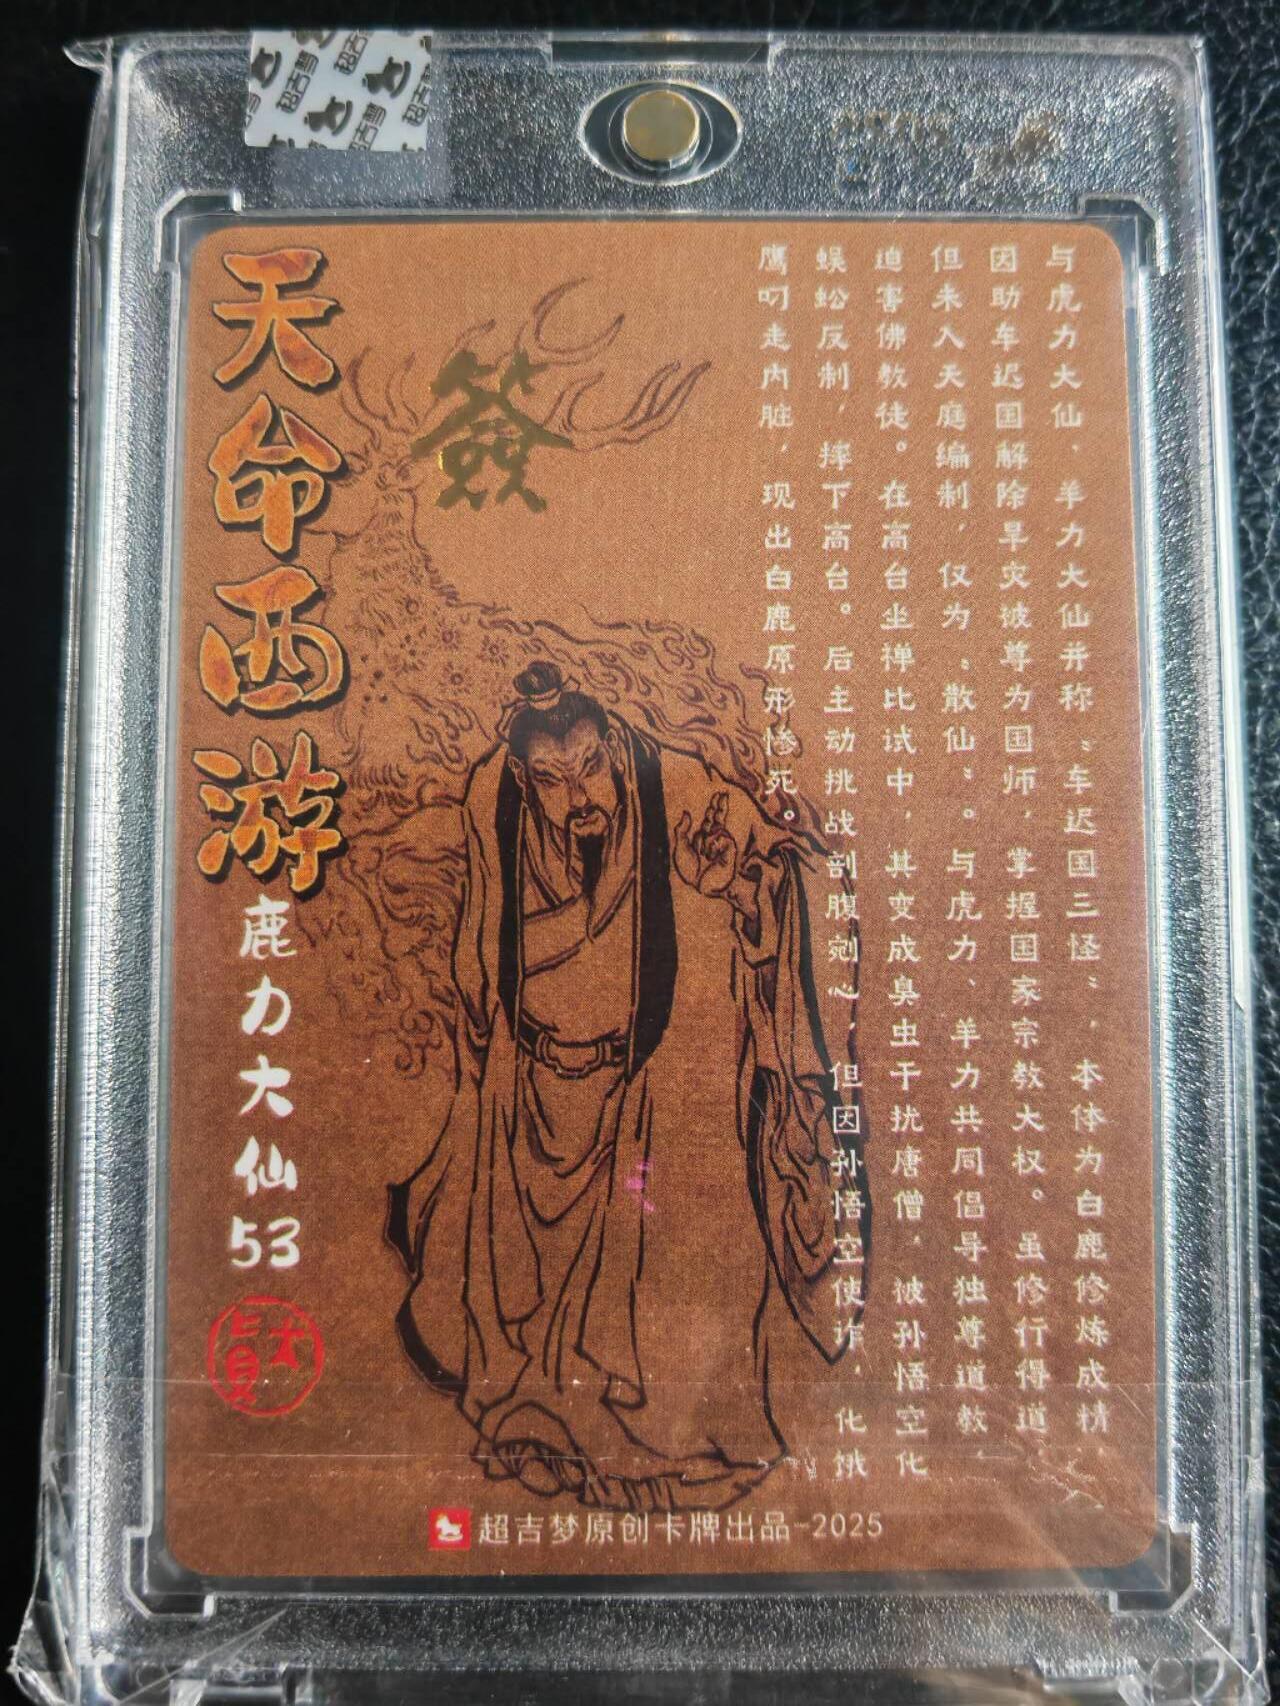 天命西游
鹿力大仙53
簽
与虎力大仙、羊力大仙并称“车迟国三怪”，本体为白鹿修炼成精，
因助车迟国解除旱灾被尊为国师，掌握国家宗教大权。虽修行得道
但未入天庭编制，仅为“散仙”。与虎力、羊力共同倡导独尊道教，
迫害佛教徒。在高台坐禅比试中，其变成臭虫干扰唐僧，被孙悟空化
蜈蚣反制，摔下高台。后主动挑战剖腹剜心，但因孙悟空使诈，化饿
鹰叼走内脏，现出白鹿原形惨死。
超吉梦原创卡牌出品-2025